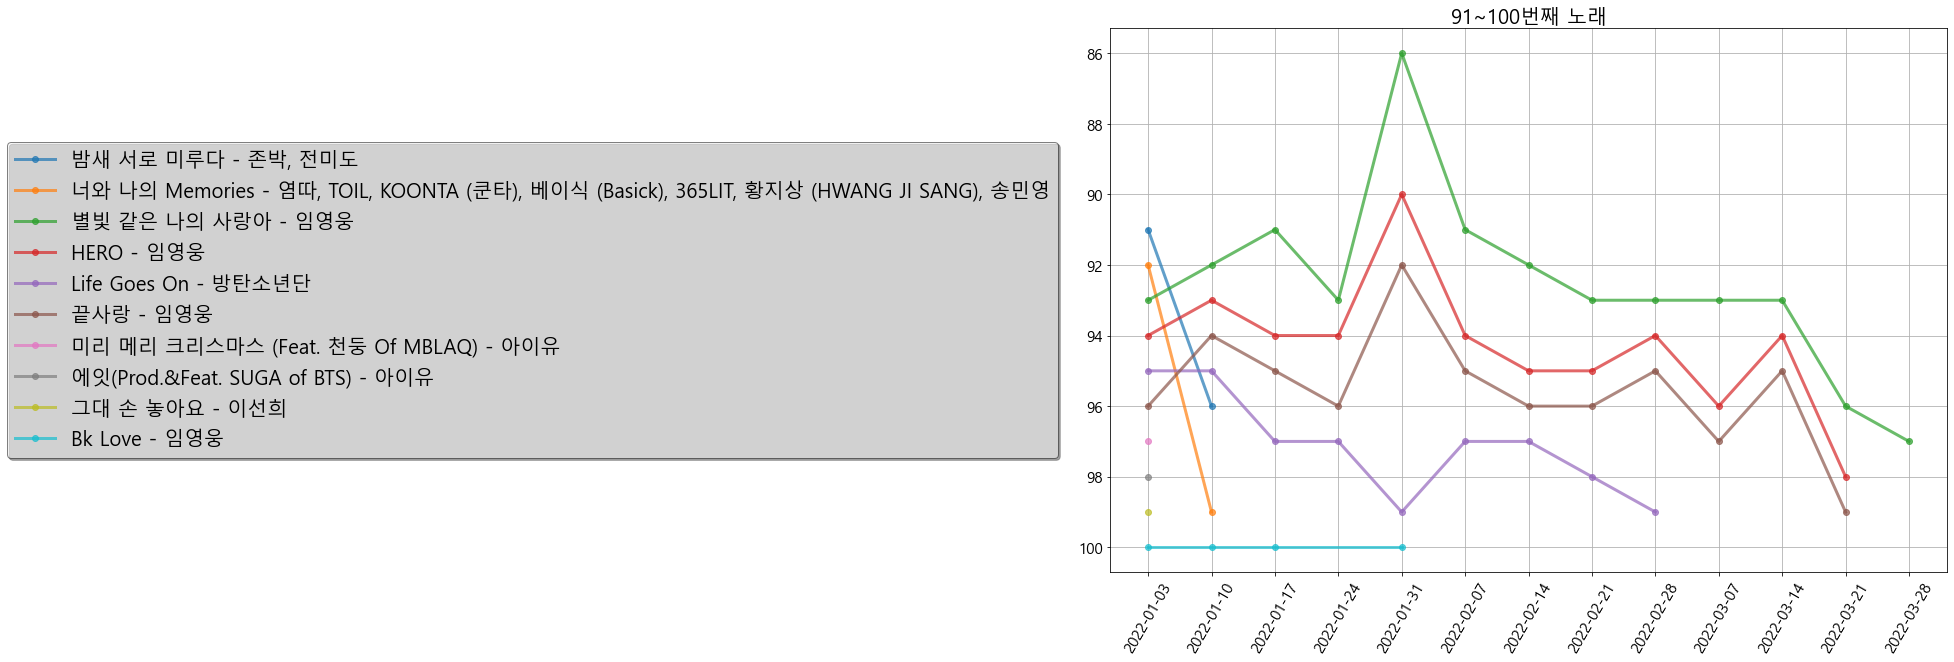 91~100번째 노래
밤새 서로 미루다 - 존박, 전미도
너와 나의 Memories - 염따, TOIL, KOONTA (쿤타), 베이식 (Basick), 365LIT, 황지상 (HWANG JI SANG), 송민영
별빛 같은 나의 사랑아 - 임영웅
HERO - 임영웅
Life Goes On - 방탄소년단
끝사랑 - 임영웅
미리 메리 크리스마스 (Feat. 천둥 Of MBLAQ) - 아이유
에잇(Prod.&Feat. SUGA of BTS) - 아이유
그대 손 놓아요 - 이선희
Bk Love - 임영웅
86
88
90
92
94
96
98
100
2022-01-03
2022-01-10
2022-01-17
2022-01-24
2022-01-31
2022-02-07
2022-02-14
2022-02-21
2022-02-28
2022-03-07
2022-03-14
2022-03-21
2022-03-28